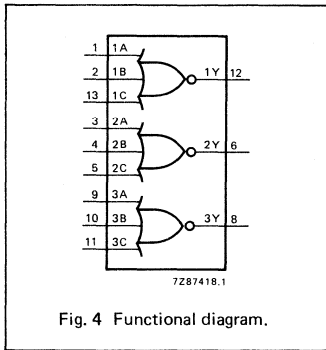 1 1A
2 1B 1Y 12
13 1C
3 2A
4 2B 2Y 6
5 2C
9 3A
10 3B 3Y 8
11 3C
7Z87418.1
Fig. 4 Functional diagram.